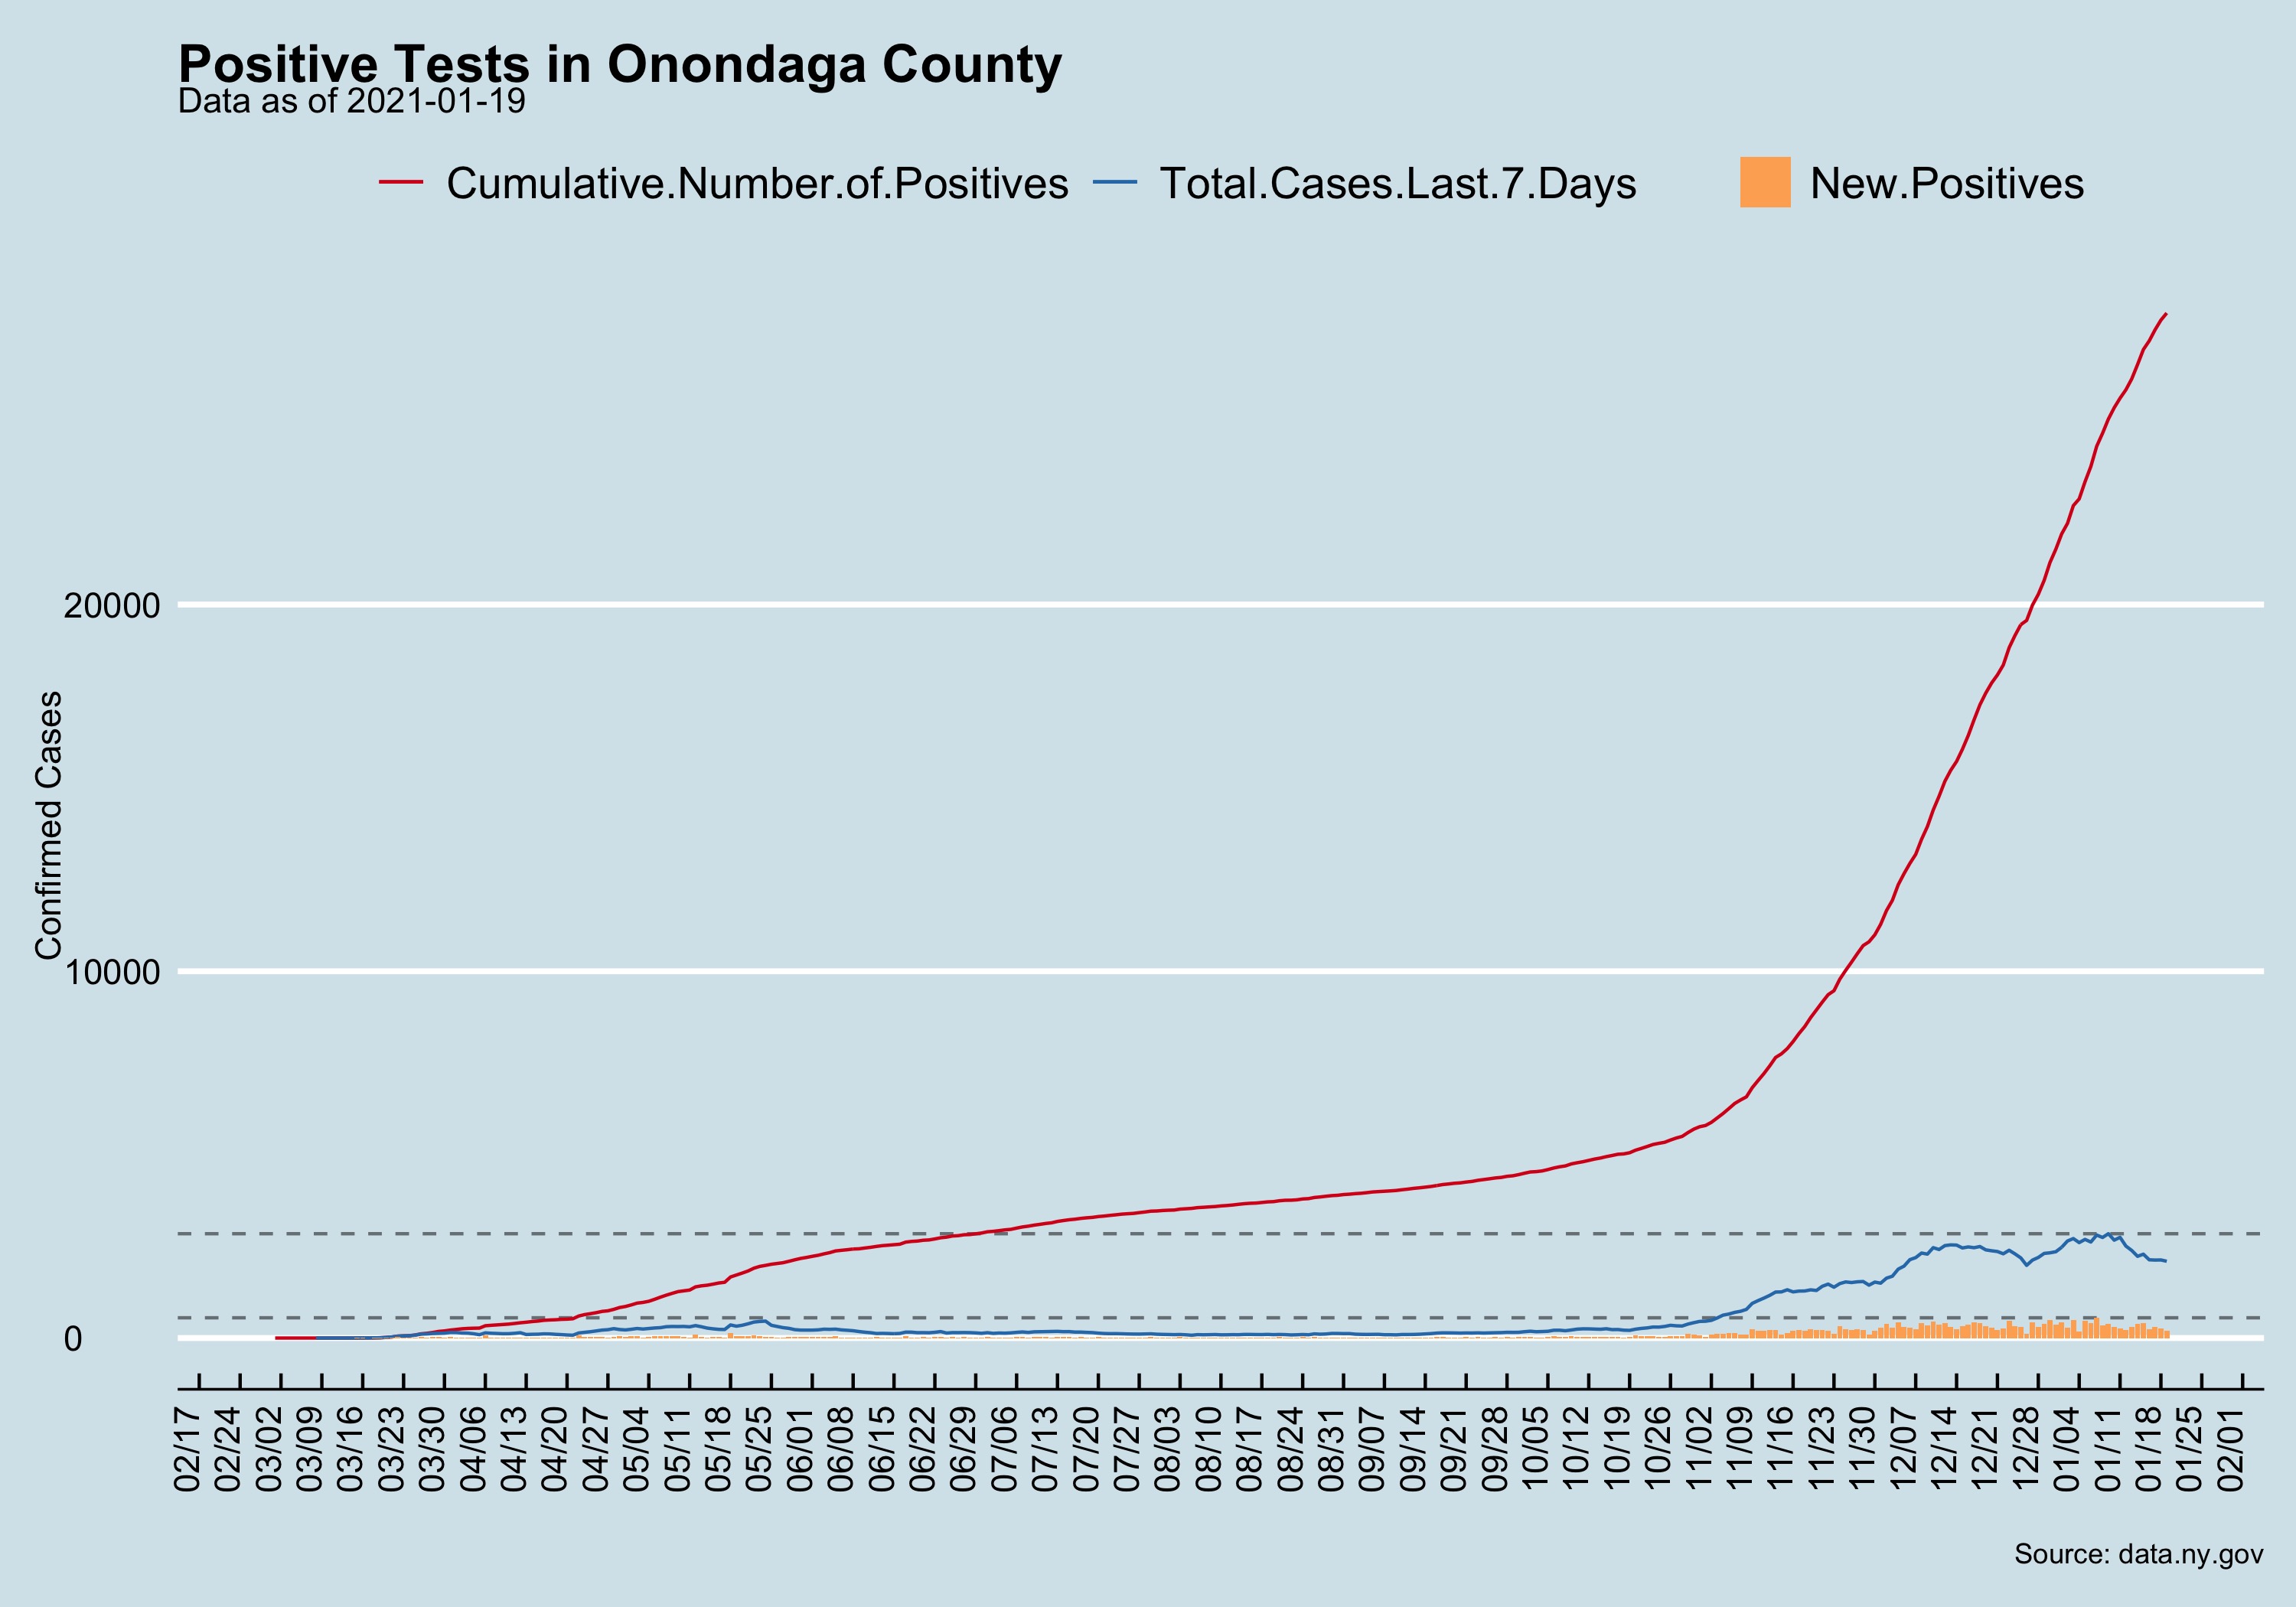 Positive Tests in Onondaga County
Data as of 2021-01-19
Cumulative.Number.of.Positives Total.Cases.Last.7.Days New.Positives
Confirmed Cases
20000
10000
0
02/17 02/24 03/02 03/09 03/16 03/23 03/30 04/06 04/13 04/20 04/27 05/04 05/11 05/18 05/25 06/01 06/08 06/15 06/22 06/29 07/06 07/13 07/20 07/27 08/03 08/10 08/17 08/24 08/31 09/07 09/14 09/21 09/28 10/05 10/12 10/19 10/26 11/02 11/09 11/16 11/23 11/30 12/07 12/14 12/21 12/28 01/04 01/11 01/18 01/25 02/01
Source: data.ny.gov